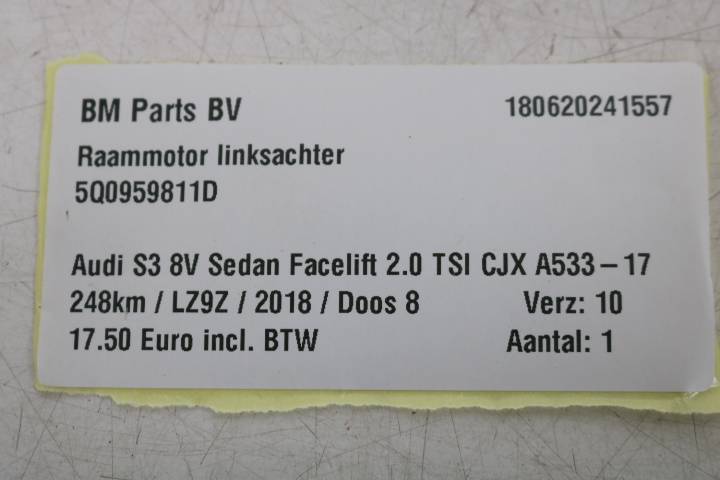 BM Parts BV 180620241557
Raammotor linksachter
5Q0959811D
Audi S3 8V Sedan Facelift 2.0 TSI CJX A533-17
248km / LZ9Z / 2018 / Doos 8 Verz: 10
17.50 Euro incl. BTW Aantal: 1